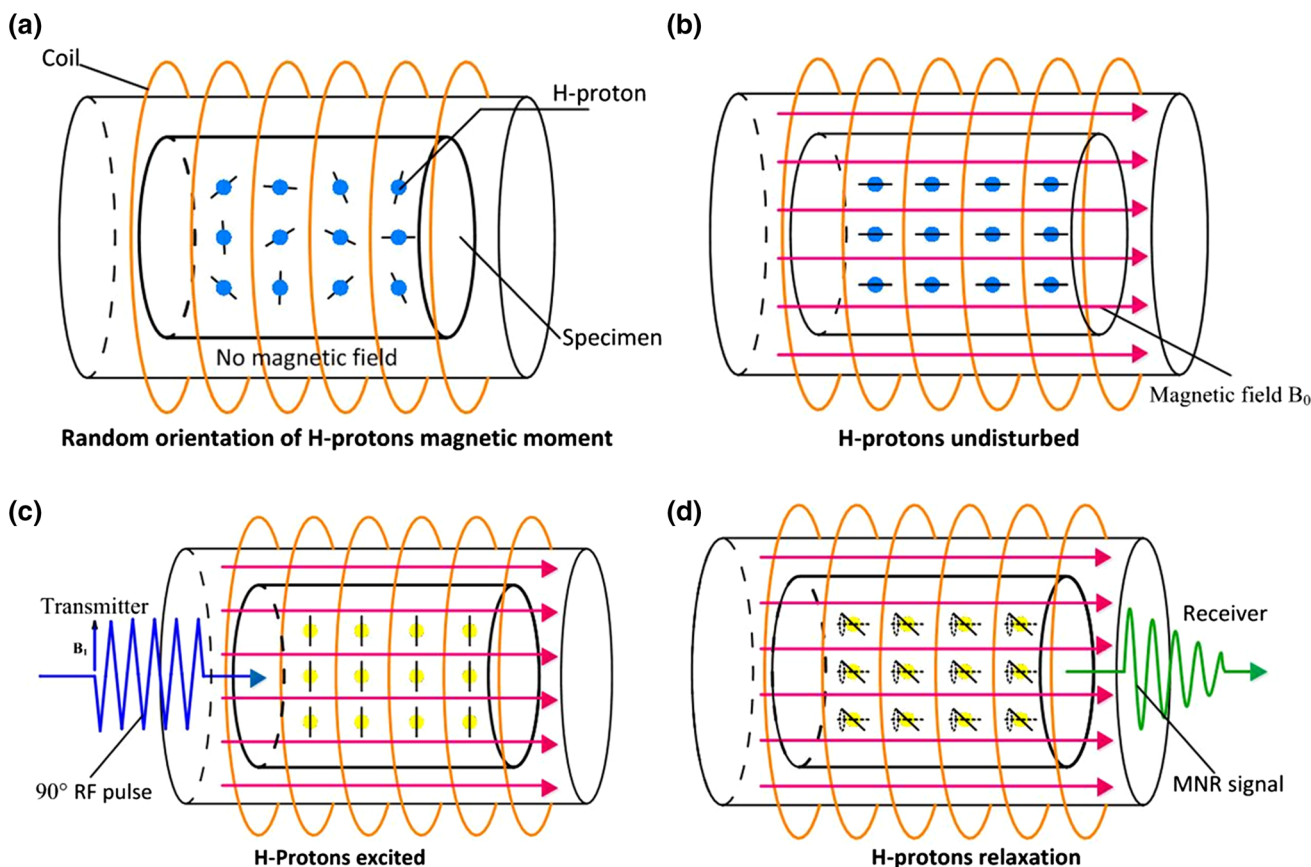 (a)
Coil
H-proton
Specimen
No magnetic field
Random orientation of H-protons magnetic moment
(b)
Magnetic field B₀
H-protons undisturbed
(c)
Transmitter
B₁
90° RF pulse
H-Protons excited
(d)
Receiver
MNR signal
H-protons relaxation